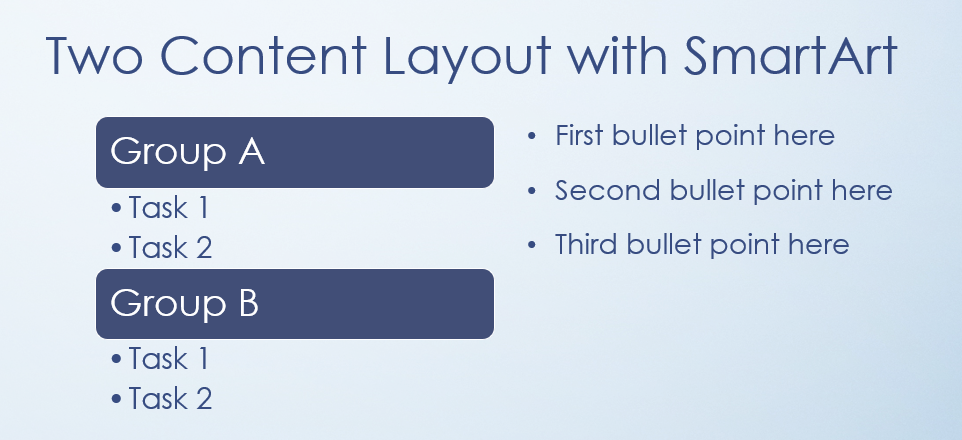 Two Content Layout with SmartArt
Group A
• Task 1
• Task 2
Group B
• Task 1
• Task 2
• First bullet point here
• Second bullet point here
• Third bullet point here